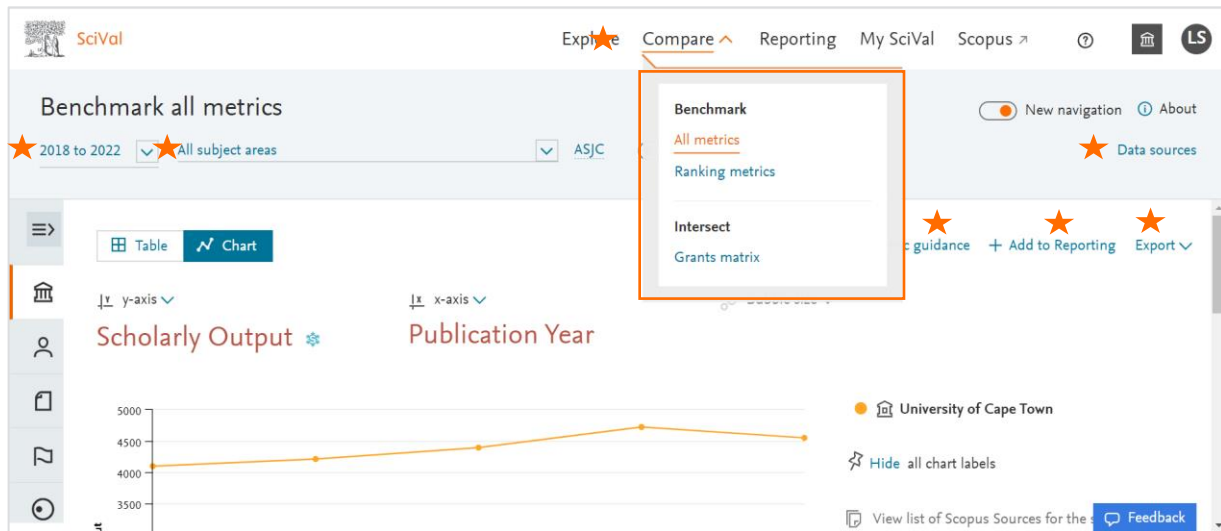 SciVal
Explore Compare Reporting My SciVal Scopus LS
Benchmark all metrics
New navigation About
2018 to 2022 All subject areas ASJC
Data sources
Benchmark
All metrics
Ranking metrics
Intersect
Grants matrix
Table Chart
guidance + Add to Reporting Export
y-axis x-axis
Scholarly Output Publication Year
5000
4500
4000
3500
University of Cape Town
Hide all chart labels
View list of Scopus Sources for the
Feedback